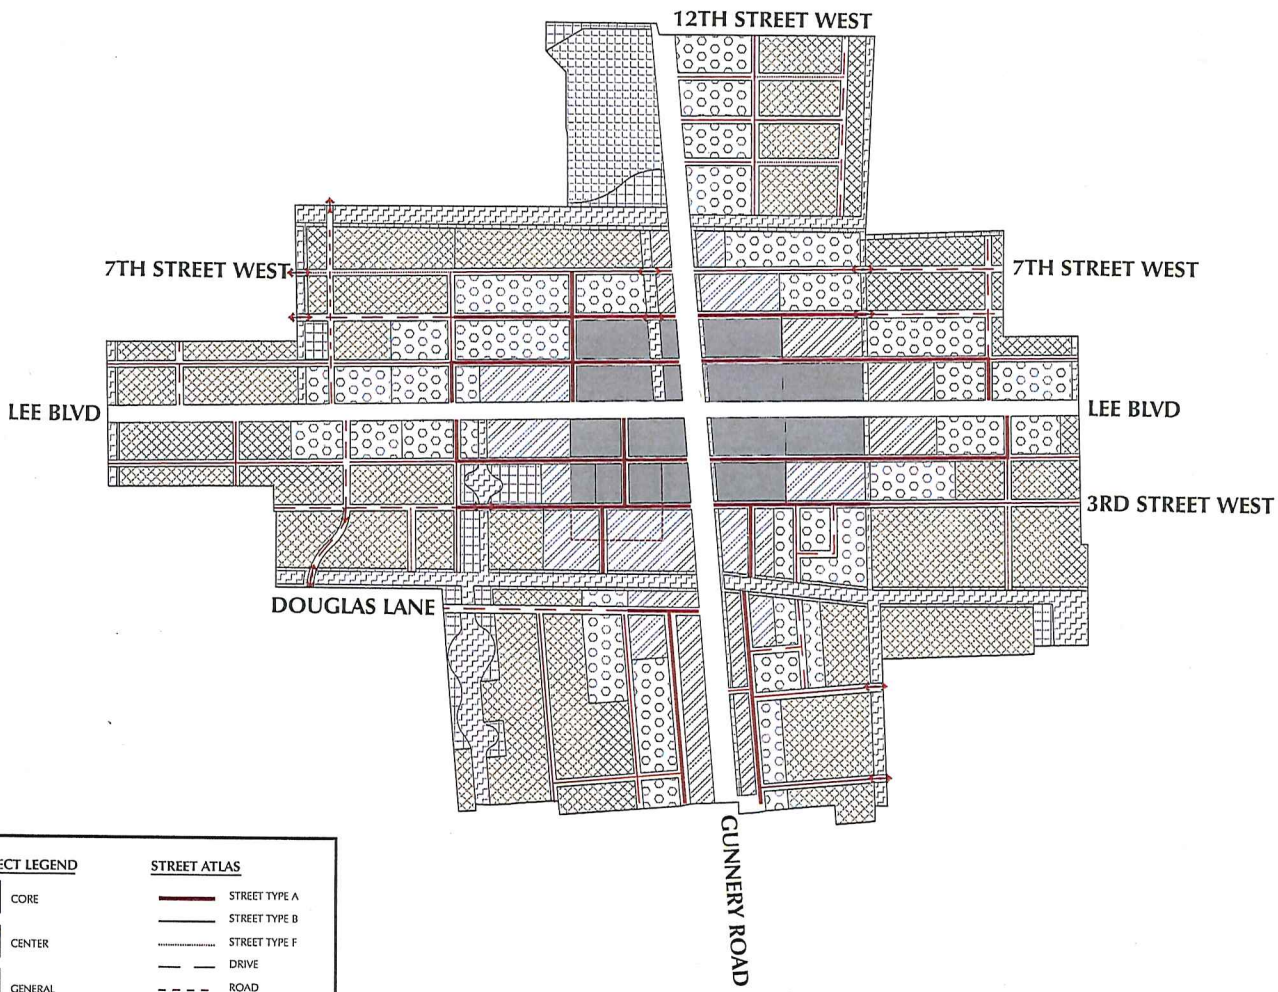 12TH STREET WEST
7TH STREET WEST
7TH STREET WEST
LEE BLVD
LEE BLVD
3RD STREET WEST
DOUGLAS LANE
GUNNERY ROAD
ECT LEGEND
CORE
CENTER
GENERAL
STREET ATLAS
STREET TYPE A
STREET TYPE B
STREET TYPE F
DRIVE
ROAD